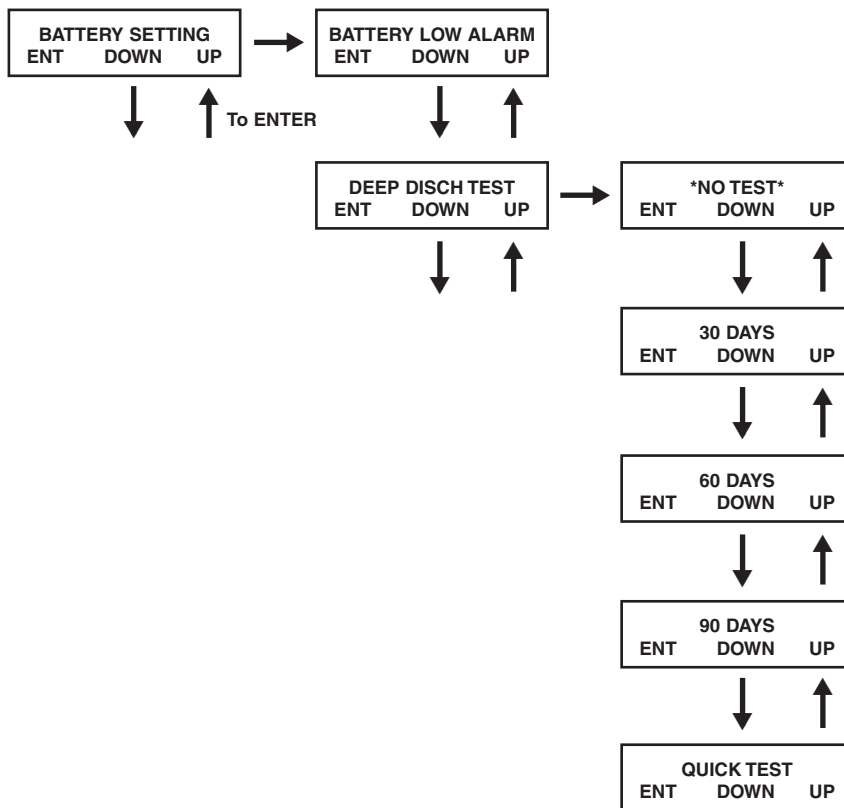 BATTERY SETTING
ENT DOWN UP
BATTERY LOW ALARM
ENT DOWN UP
To ENTER
DEEP DISCH TEST
ENT DOWN UP
*NO TEST*
ENT DOWN UP
30 DAYS
ENT DOWN UP
60 DAYS
ENT DOWN UP
90 DAYS
ENT DOWN UP
QUICK TEST
ENT DOWN UP